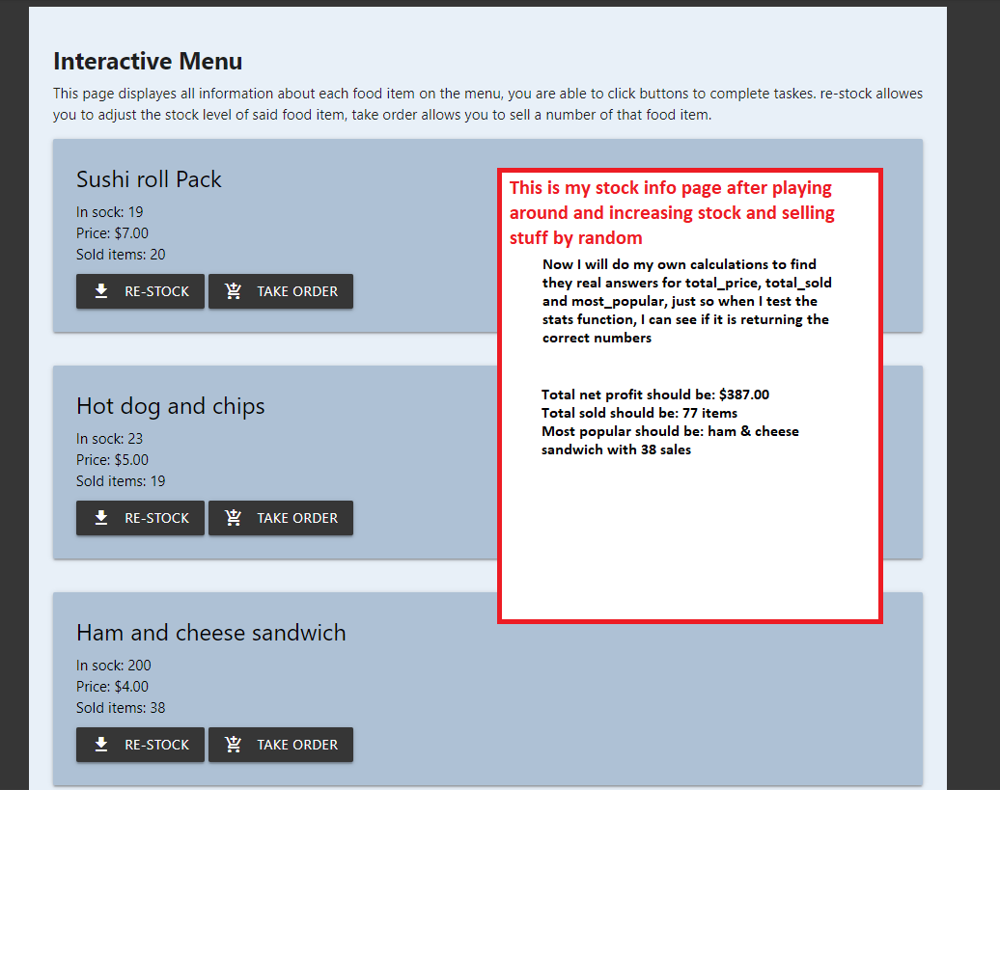 Interactive Menu
This page displayes all information about each food item on the menu, you are able to click buttons to complete taskes. re-stock allowes
you to adjust the stock level of said food item, take order allows you to sell a number of that food item.
Sushi roll Pack
In sock: 19
Price: $7.00
Sold items: 20
RE-STOCK TAKE ORDER
This is my stock info page after playing
around and increasing stock and selling
stuff by random
Now I will do my own calculations to find
they real answers for total_price, total_sold
and most_popular, just so when I test the
stats function, I can see if it is returning the
correct numbers
Total net profit should be: $387.00
Total sold should be: 77 items
Most popular should be: ham & cheese
sandwich with 38 sales
Hot dog and chips
In sock: 23
Price: $5.00
Sold items: 19
RE-STOCK TAKE ORDER
Ham and cheese sandwich
In sock: 200
Price: $4.00
Sold items: 38
RE-STOCK TAKE ORDER